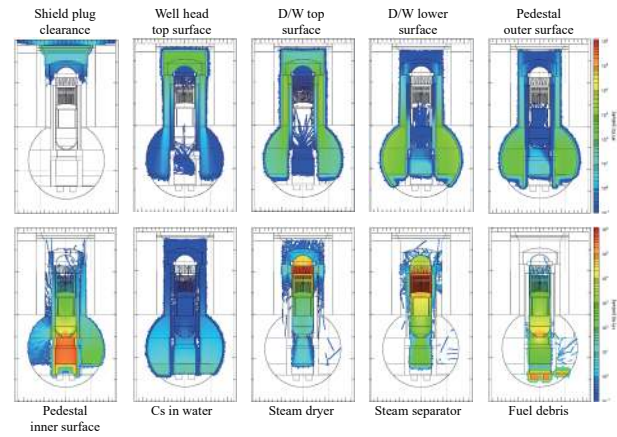 Shield plug
clearance
Well head
top surface
D/W top
surface
D/W lower
surface
Pedestal
outer surface
Pedestal
inner surface
Cs in water
Steam dryer
Steam separator
Fuel debris